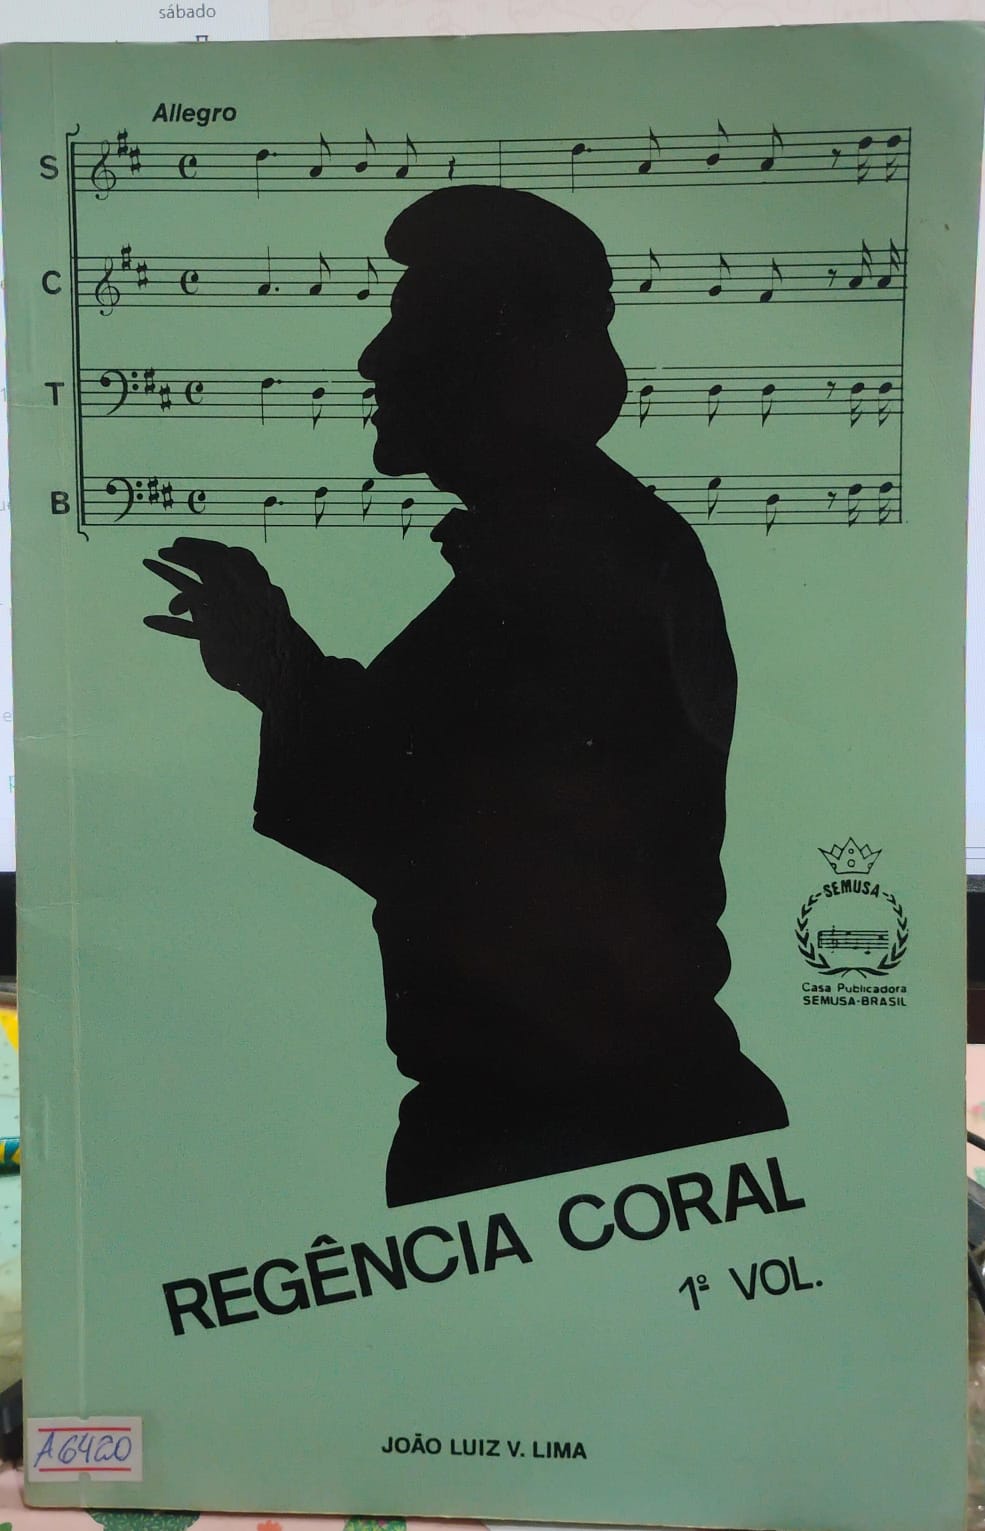 sábado
Allegro
S
C
T
B
SEMUSA
Casa Publicadora
SEMUSA-BRASIL
REGÊNCIA CORAL
1º VOL.
A6420
JOÃO LUIZ V. LIMA